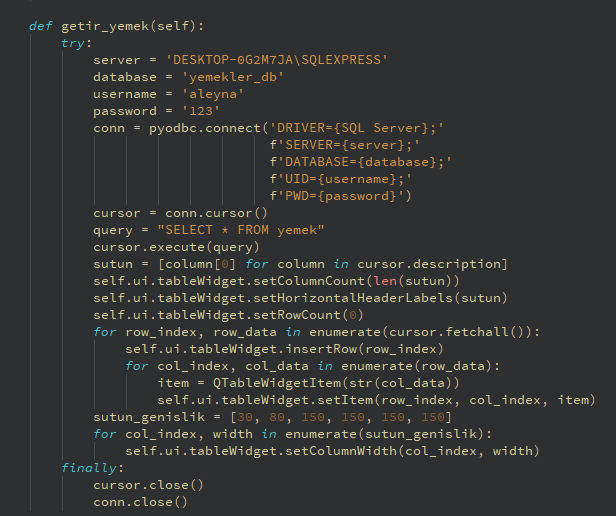 def getir_yemek(self):
    try:
        server = 'DESKTOP-0G2M7JA\SQLEXPRESS'
        database = 'yemekler_db'
        username = 'aleyna'
        password = '123'
        conn = pyodbc.connect('DRIVER={SQL Server};'
                              f'SERVER={server};'
                              f'DATABASE={database};'
                              f'UID={username};'
                              f'PWD={password}')
        cursor = conn.cursor()
        query = "SELECT * FROM yemek"
        cursor.execute(query)
        sutun = [column[0] for column in cursor.description]
        self.ui.tableWidget.setColumnCount(len(sutun))
        self.ui.tableWidget.setHorizontalHeaderLabels(sutun)
        self.ui.tableWidget.setRowCount(0)
        for row_index, row_data in enumerate(cursor.fetchall()):
            self.ui.tableWidget.insertRow(row_index)
            for col_index, col_data in enumerate(row_data):
                item = QTableWidgetItem(str(col_data))
                self.ui.tableWidget.setItem(row_index, col_index, item)
        sutun_genislik = [30, 80, 150, 150, 150, 150]
        for col_index, width in enumerate(sutun_genislik):
            self.ui.tableWidget.setColumnWidth(col_index, width)
    finally:
        cursor.close()
        conn.close()